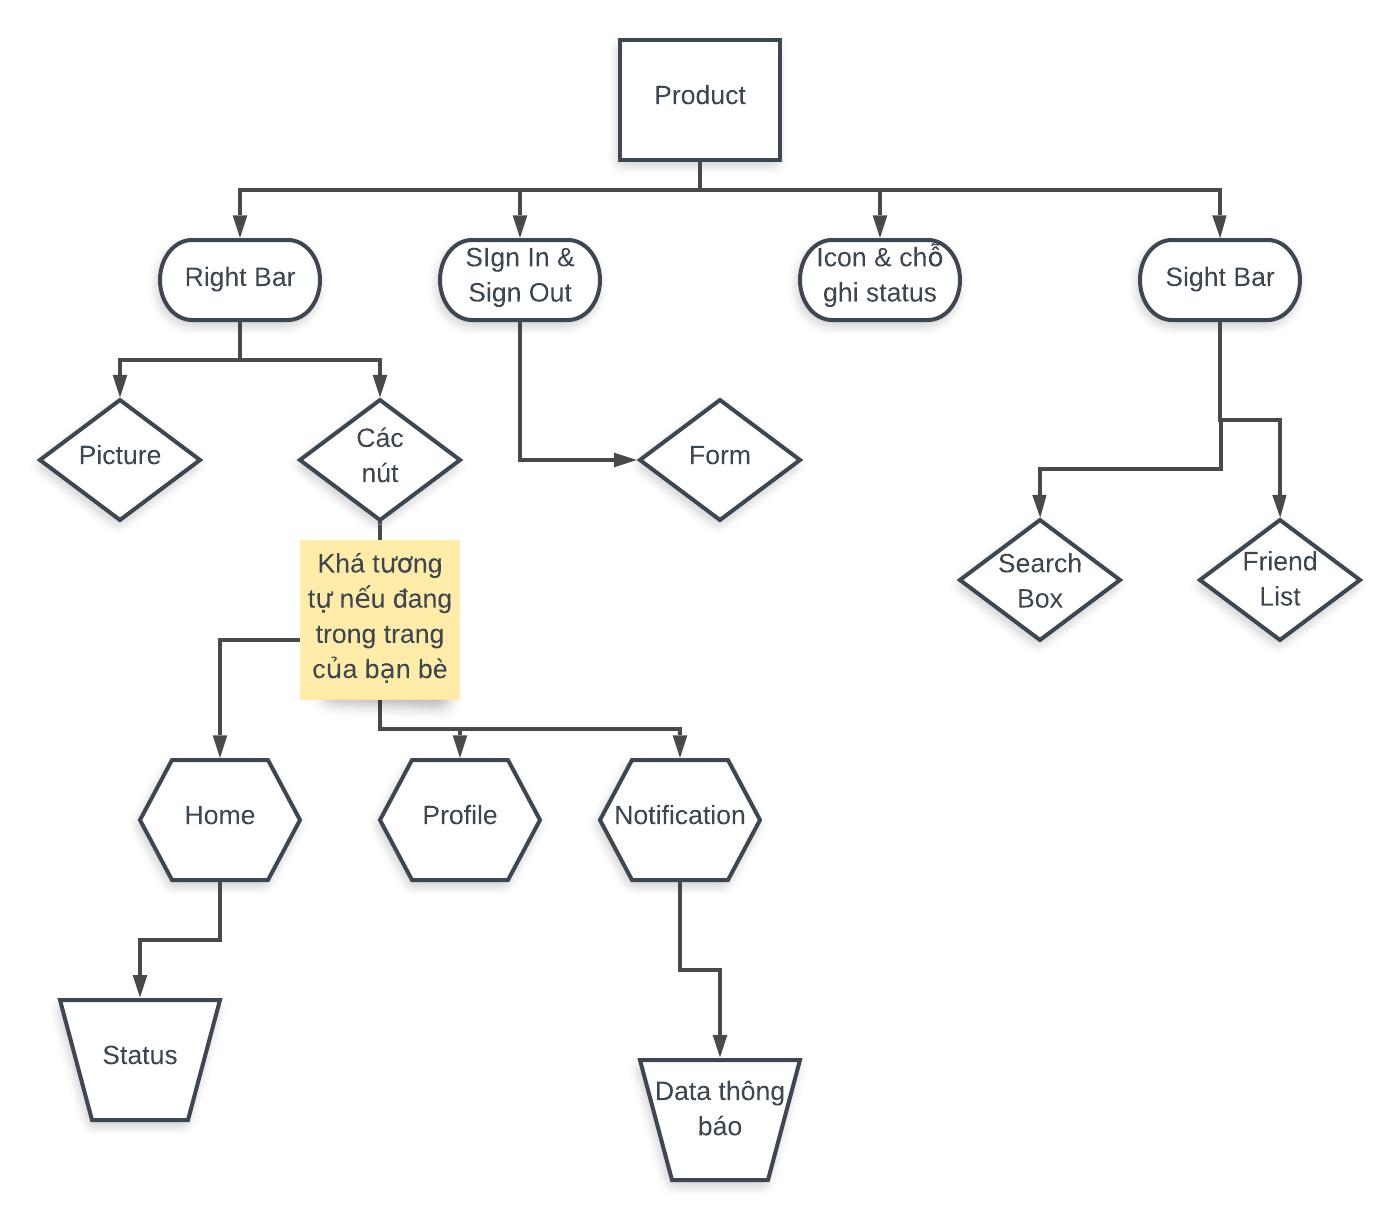 Product
Right Bar
SIgn In &
Sign Out
Icon & chỗ
ghi status
Sight Bar
Picture
Các
nút
Form
Search
Box
Friend
List
Khá tương
tự nếu đang
trong trang
của bạn bè
Home
Profile
Notification
Status
Data thông
báo